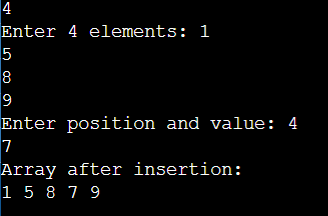 4
Enter 4 elements: 1
5
8
9
Enter position and value: 4
7
Array after insertion:
1 5 8 7 9